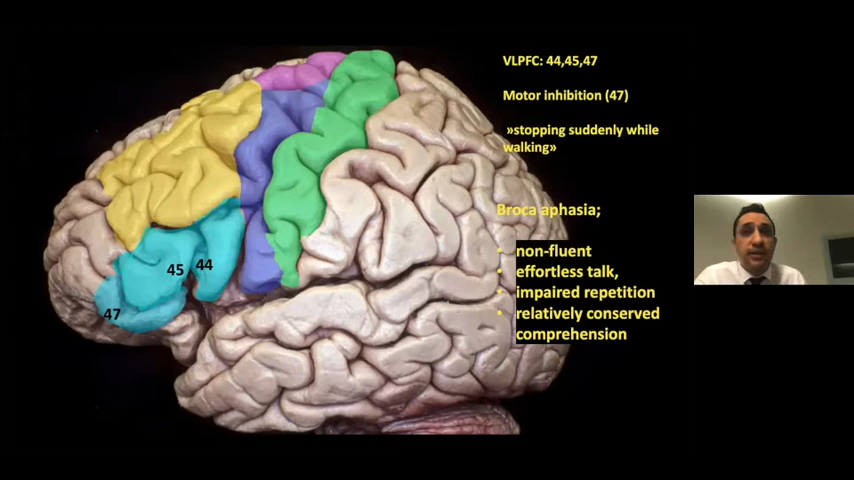 VLPFC: 44,45,47
Motor inhibition (47)
»stopping suddenly while
walking»
Broca aphasia;
• non-fluent
• effortless talk,
• impaired repetition
• relatively conserved
comprehension
45 44
47